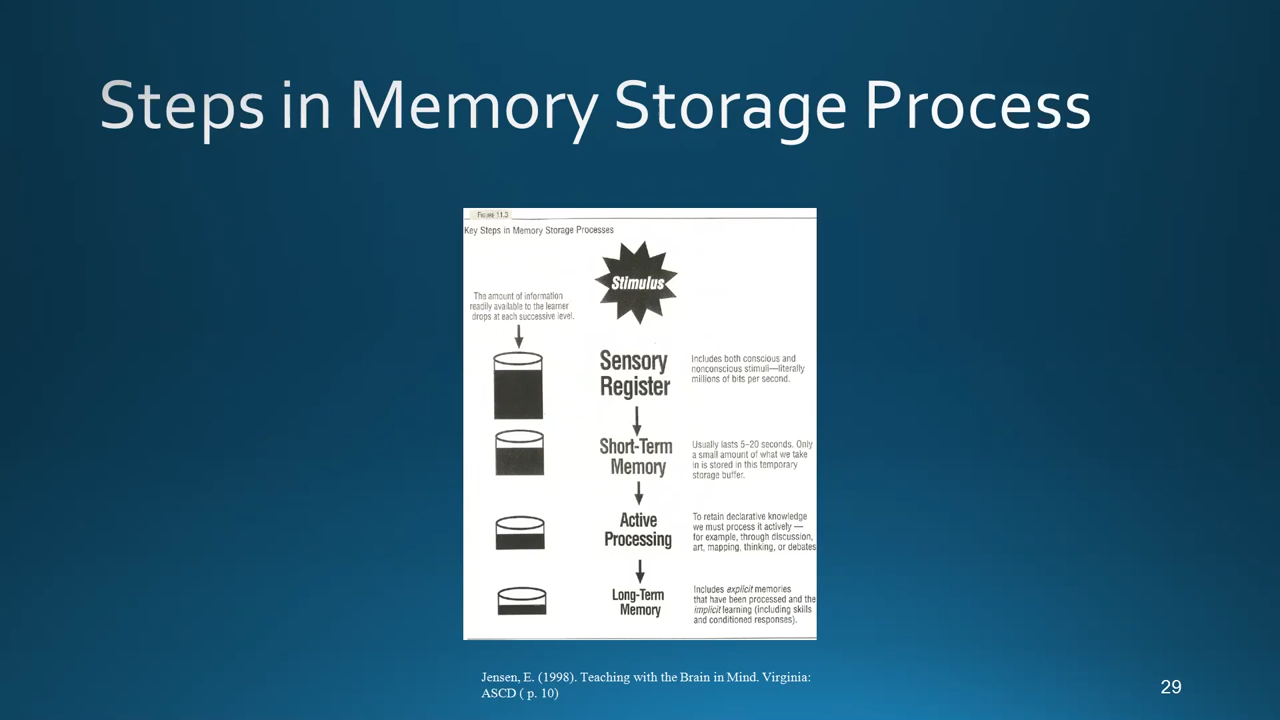 Steps in Memory Storage Process
Figure 11.3
Key Steps in Memory Storage Processes
Stimulus
The amount of information
readily available to the learner
drops at each successive level.
Sensory
Register
Includes both conscious and
nonconscious stimuli—literally
millions of bits per second.
Short-Term
Memory
Usually lasts 5–20 seconds. Only
a small amount of what we take
in is stored in this temporary
storage buffer.
Active
Processing
To retain declarative knowledge
we must process it actively —
for example, through discussion,
art, mapping, thinking, or debates
Long-Term
Memory
Includes explicit memories
that have been processed and the
implicit learning (including skills
and conditioned responses).
Jensen, E. (1998). Teaching with the Brain in Mind. Virginia:
ASCD ( p. 10)
29